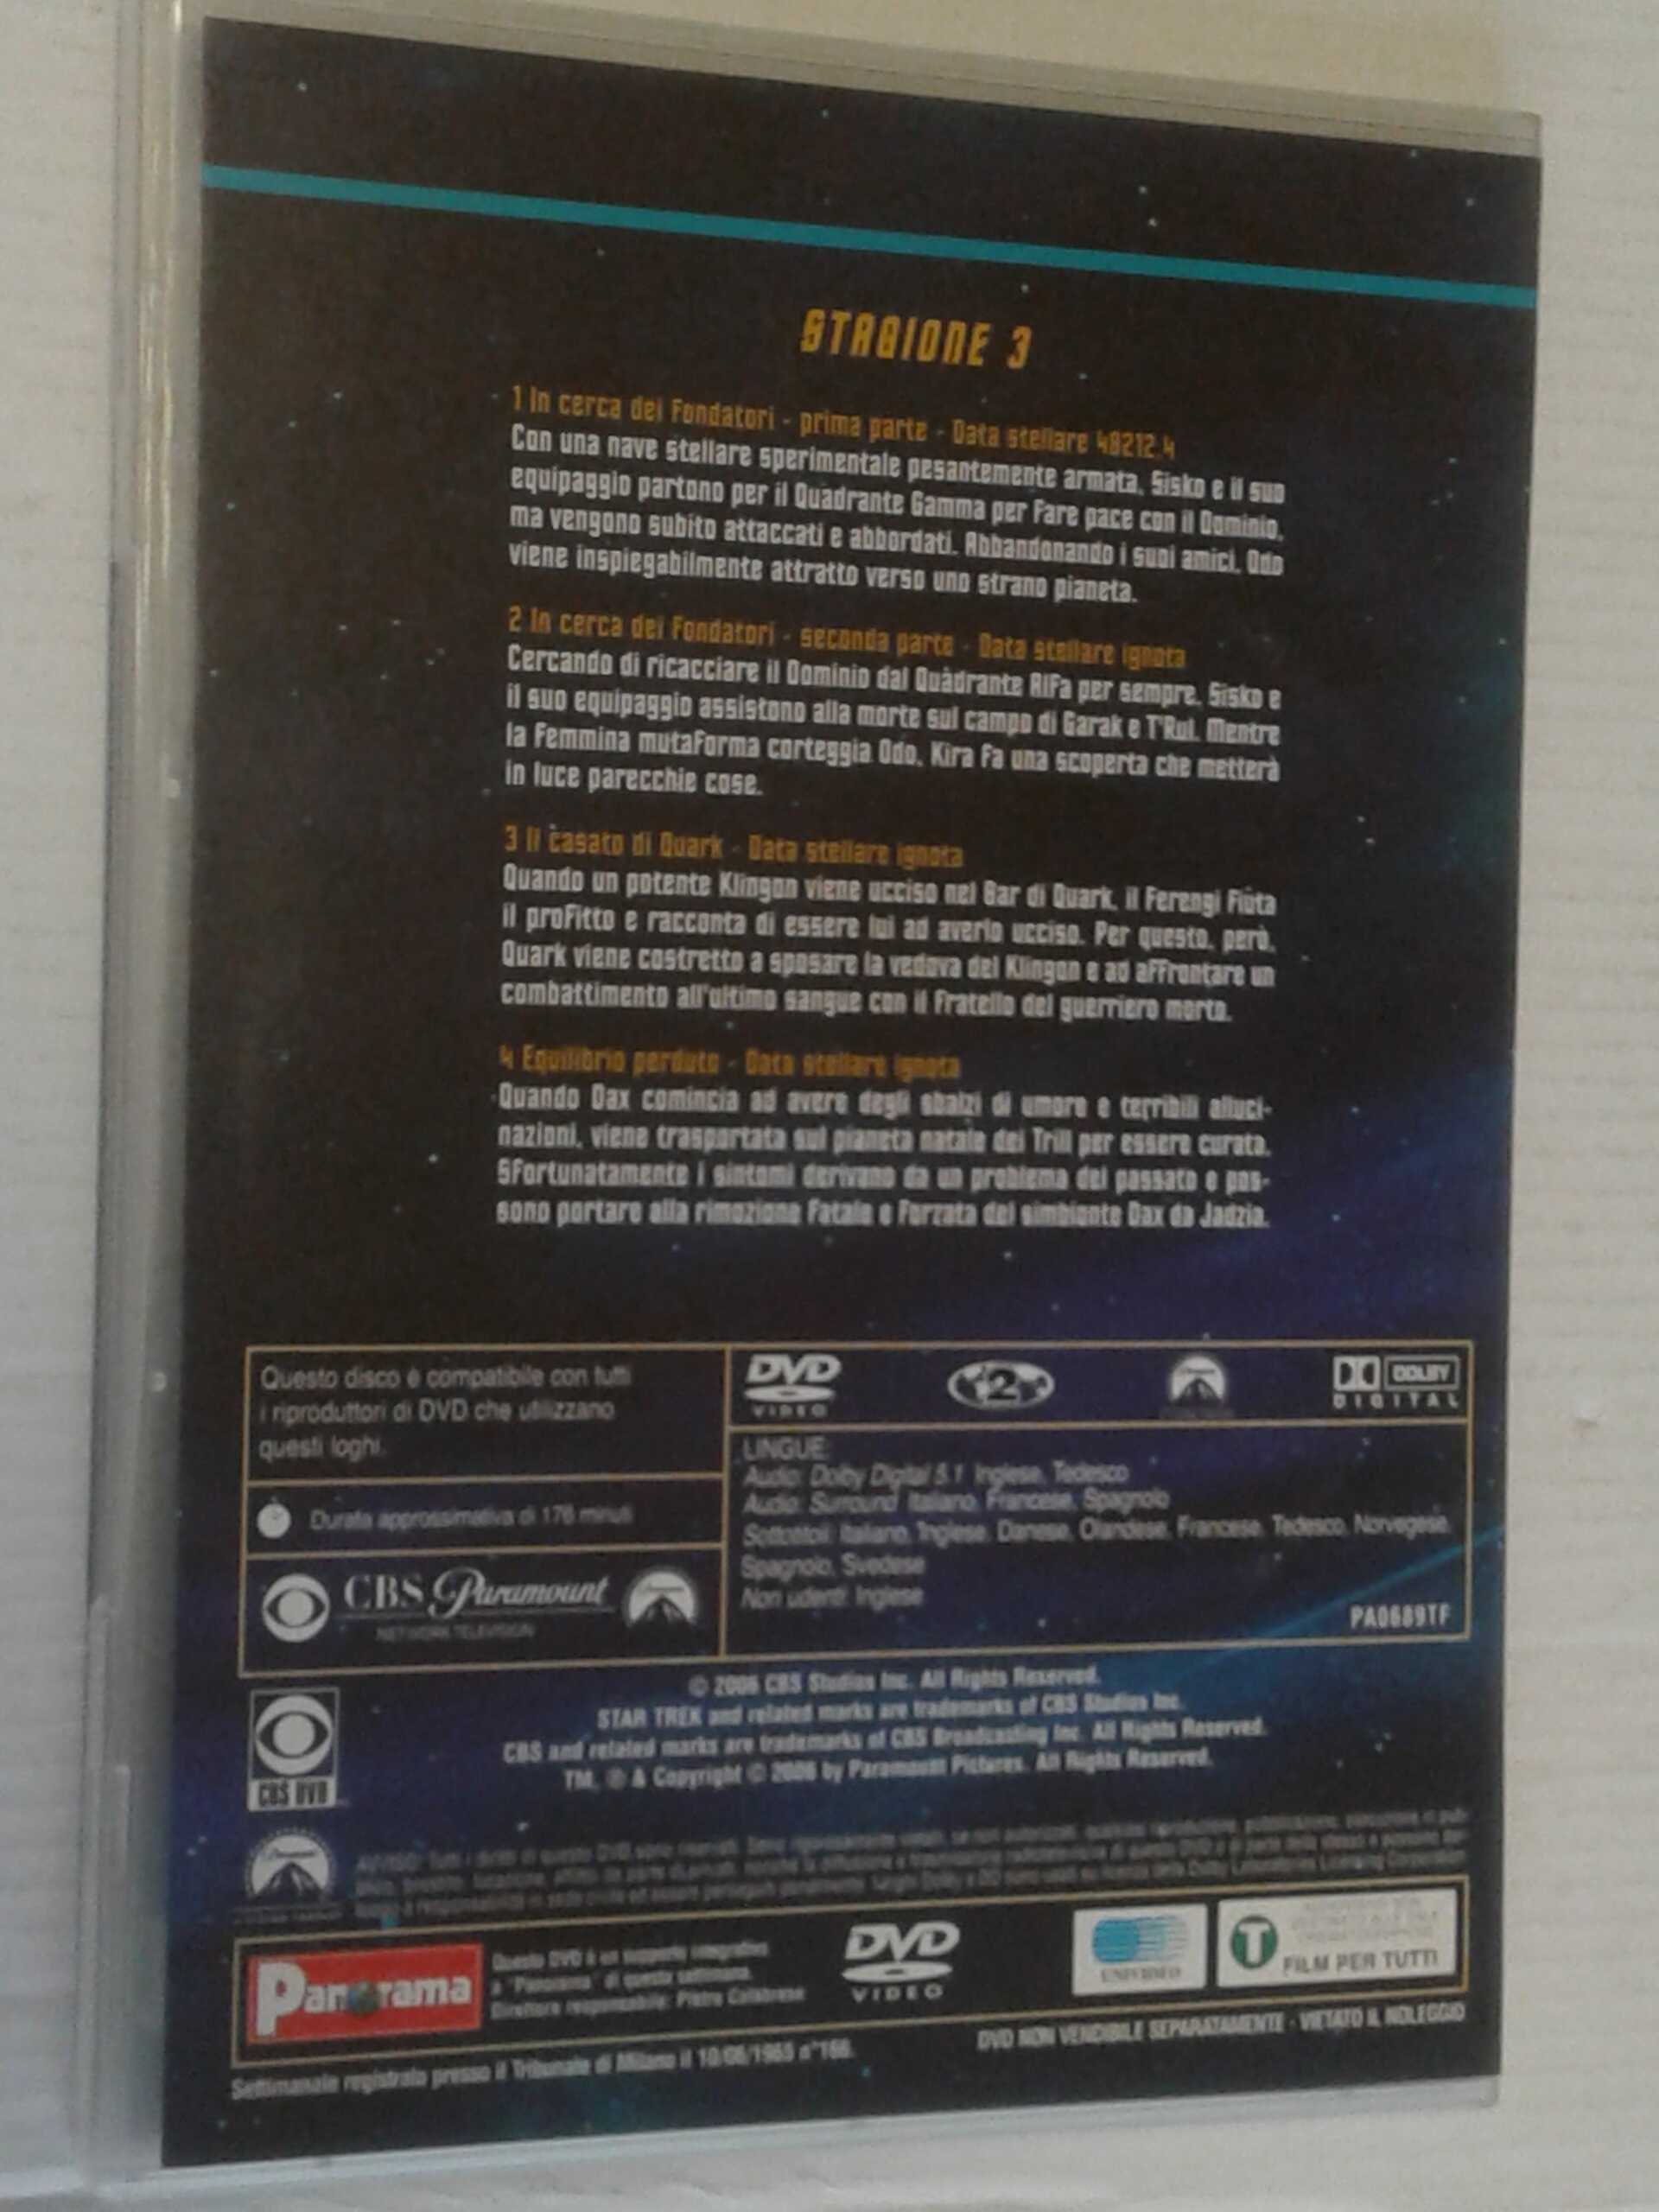 STAGIONE 3
1 In cerca dei Fondatori - prima parte - Data stellare 48212.4
Con una nave stellare sperimentale pesantemente armata, Sisko e il suo
equipaggio partono per il Quadrante Gamma per fare pace con il Dominio,
ma vengono subito attaccati e abbordati. Abbandonando i suoi amici, Odo
viene inspiegabilmente attratto verso uno strano pianeta.
2 In cerca dei Fondatori - seconda parte - Data stellare ignota
Cercando di ricacciare il Dominio dal Quadrante Alfa per sempre, Sisko e
il suo equipaggio assistono alla morte sul campo di Garak e T'Rul. Mentre
la femmina mutaforma corteggia Odo, Kira fa una scoperta che metterà
in luce parecchie cose.
3 Il casato di Quark - Data stellare ignota
Quando un potente Klingon viene ucciso nel Bar di Quark, il Ferengi fiuta
il profitto e racconta di essere lui ad averlo ucciso. Per questo, però,
Quark viene costretto a sposare la vedova del Klingon e ad affrontare un
combattimento all'ultimo sangue con il fratello del guerriero morto.
4 Equilibrio perduto - Data stellare ignota
Quando Dax comincia ad avere degli sbalzi di umore e terribili alluci-
nazioni, viene trasportata sul pianeta natale dei Trill per essere curata.
Sfortunatamente i sintomi derivano da un problema del passato e pos-
sono portare alla rimozione fatale e forzata del simbionte Dax da Jadzia.
Questo disco è compatibile con tutti
i riproduttori di DVD che utilizzano
questi loghi.
DVD VIDEO
2
DOLBY DIGITAL
Durata approssimativa di 176 minuti
CBS Paramount
NETWORK TELEVISION
LINGUE:
Audio: Dolby Digital 5.1 Inglese, Tedesco
Audio: Surround Italiano, Francese, Spagnolo
Sottotitoli: Italiano, Inglese, Danese, Olandese, Francese, Tedesco, Norvegese,
Spagnolo, Svedese
Non udenti: Inglese
PA0689TF
© 2006 CBS Studios Inc. All Rights Reserved.
STAR TREK and related marks are trademarks of CBS Studios Inc.
CBS and related marks are trademarks of CBS Broadcasting Inc. All Rights Reserved.
TM, ® & Copyright © 2006 by Paramount Pictures. All Rights Reserved.
CBS DVD
Paramount
Panorama
Questo DVD è un supporto integrativo
a "Panorama" di questa settimana.
Direttore responsabile: Pietro Calabrese
DVD VIDEO
UNIVIDEO
T
FILM PER TUTTI
Settimanale registrato presso il Tribunale di Milano il 10/06/1965 n°166.
DVD NON VENDIBILE SEPARATAMENTE - VIETATO IL NOLEGGIO